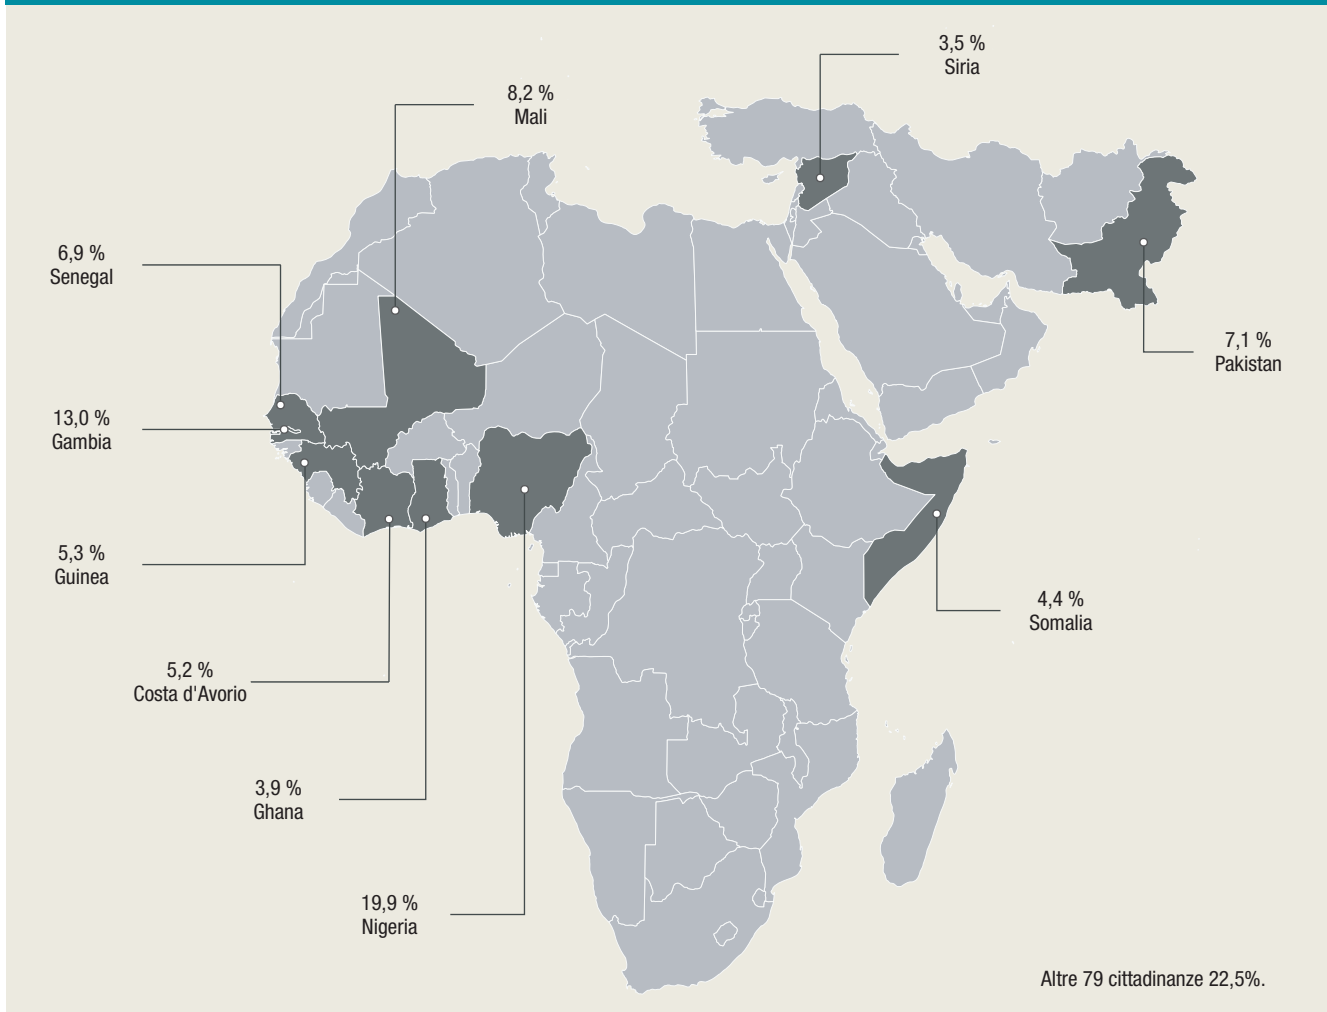 3,5 %
Siria
8,2 %
Mali
6,9 %
Senegal
7,1 %
Pakistan
13,0 %
Gambia
5,3 %
Guinea
4,4 %
Somalia
5,2 %
Costa d'Avorio
3,9 %
Ghana
19,9 %
Nigeria
Altre 79 cittadinanze 22,5%.